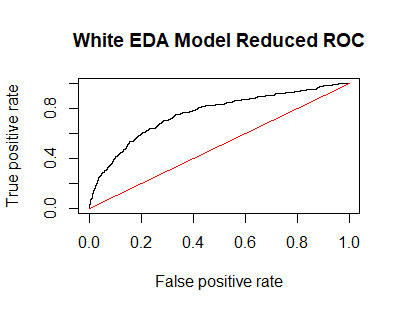 White EDA Model Reduced ROC
True positive rate
0.8
0.4
0.0
0.0 0.2 0.4 0.6 0.8 1.0
False positive rate